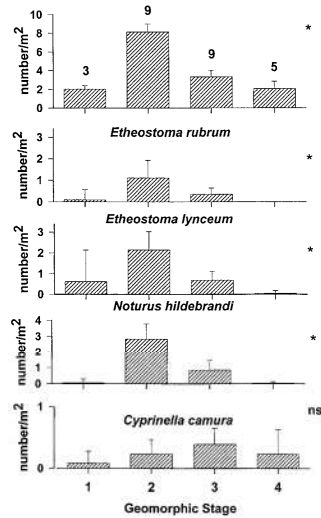 number/m2
10
8
6
4
2
0
3
9
9
5
*
Etheostoma rubrum
number/m2
3
2
1
0
*
Etheostoma lynceum
number/m2
3
2
1
0
*
Noturus hildebrandi
number/m2
4
3
2
1
0
*
Cyprinella camura
number/m2
1
0
ns
1 2 3 4
Geomorphic Stage